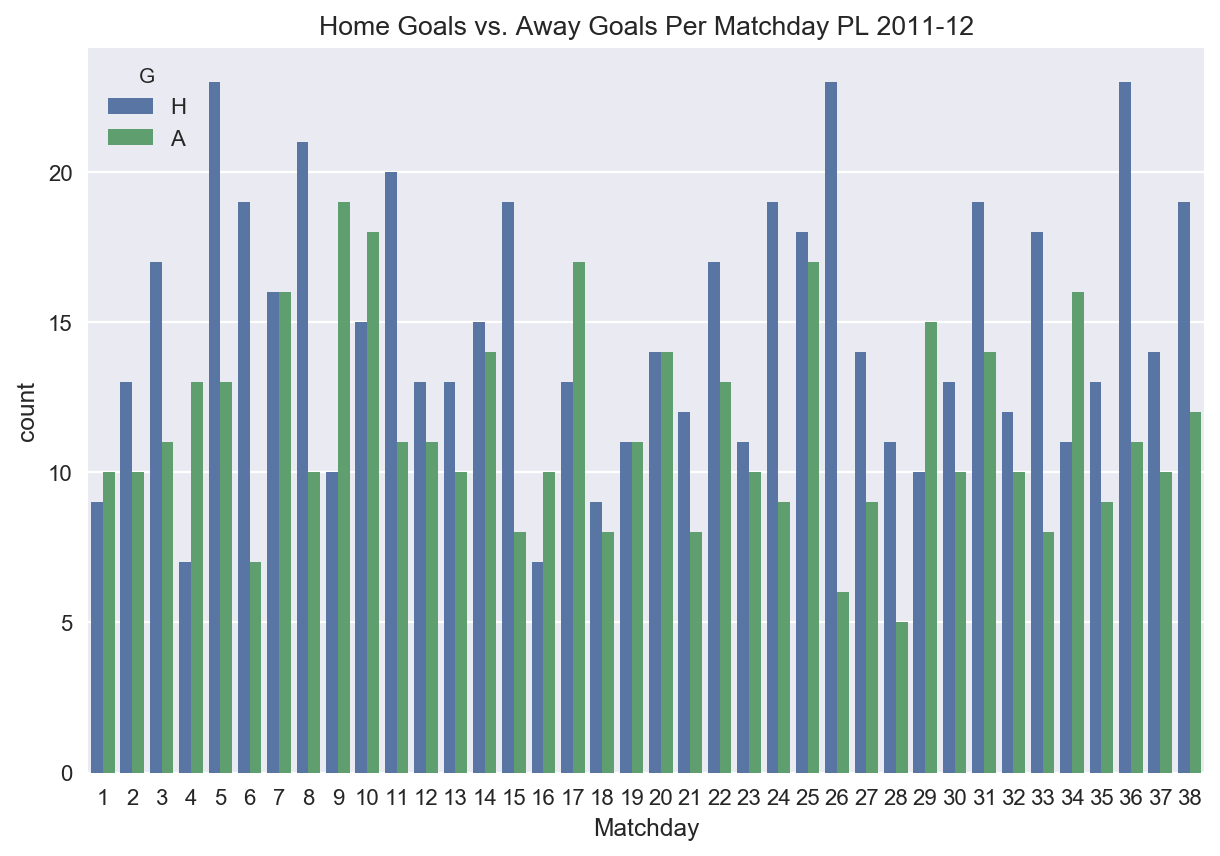 Home Goals vs. Away Goals Per Matchday PL 2011-12
G
H
A
20
15
10
5
0
count
1 2 3 4 5 6 7 8 9 10 11 12 13 14 15 16 17 18 19 20 21 22 23 24 25 26 27 28 29 30 31 32 33 34 35 36 37 38
Matchday